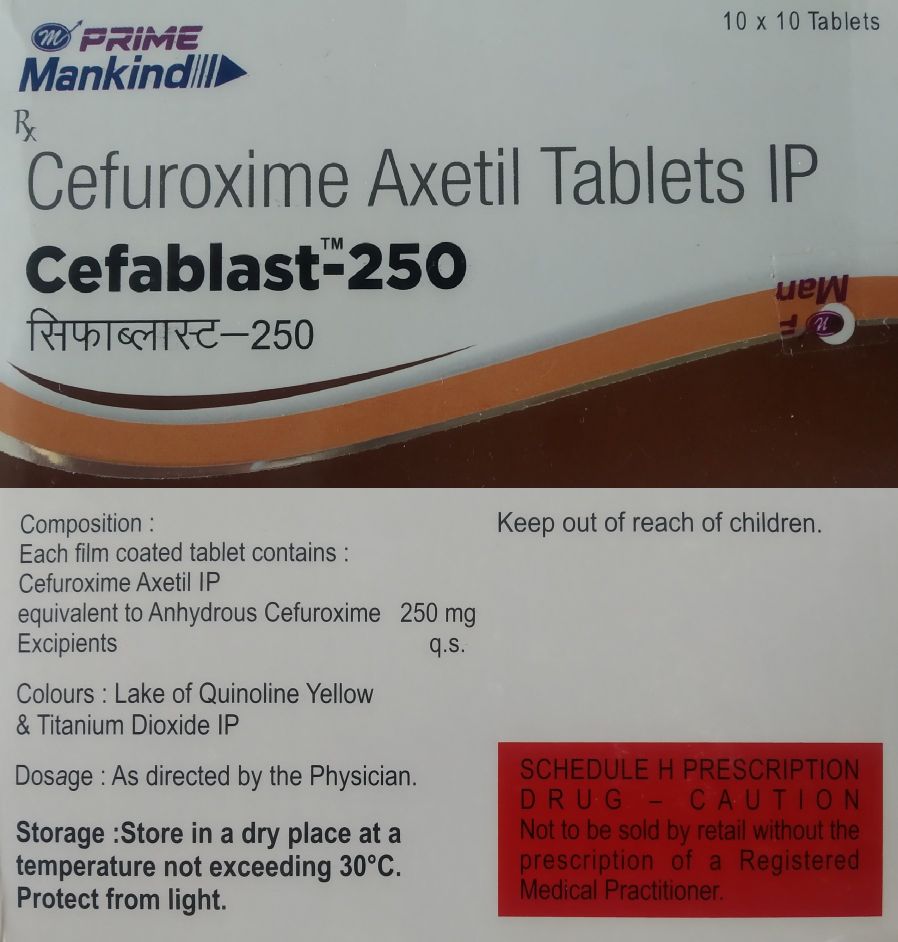 10 x 10 Tablets
m PRIME
Mankind
Rx
Cefuroxime Axetil Tablets IP
Cefablast™-250
सिफाब्लास्ट–250
Man
Composition :
Each film coated tablet contains :
Cefuroxime Axetil IP
equivalent to Anhydrous Cefuroxime 250 mg
Excipients q.s.
Colours : Lake of Quinoline Yellow
& Titanium Dioxide IP
Dosage : As directed by the Physician.
Storage :Store in a dry place at a
temperature not exceeding 30°C.
Protect from light.
Keep out of reach of children.
SCHEDULE H PRESCRIPTION
DRUG – CAUTION
Not to be sold by retail without the
prescription of a Registered
Medical Practitioner.